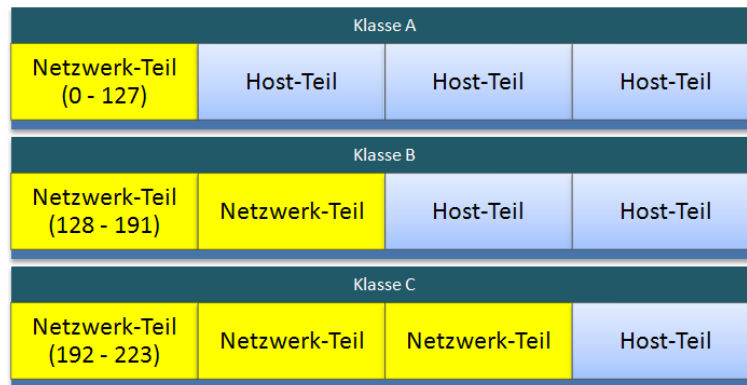 Klasse A
Netzwerk-Teil
(0 - 127)
Host-Teil
Host-Teil
Host-Teil
Klasse B
Netzwerk-Teil
(128 - 191)
Netzwerk-Teil
Host-Teil
Host-Teil
Klasse C
Netzwerk-Teil
(192 - 223)
Netzwerk-Teil
Netzwerk-Teil
Host-Teil